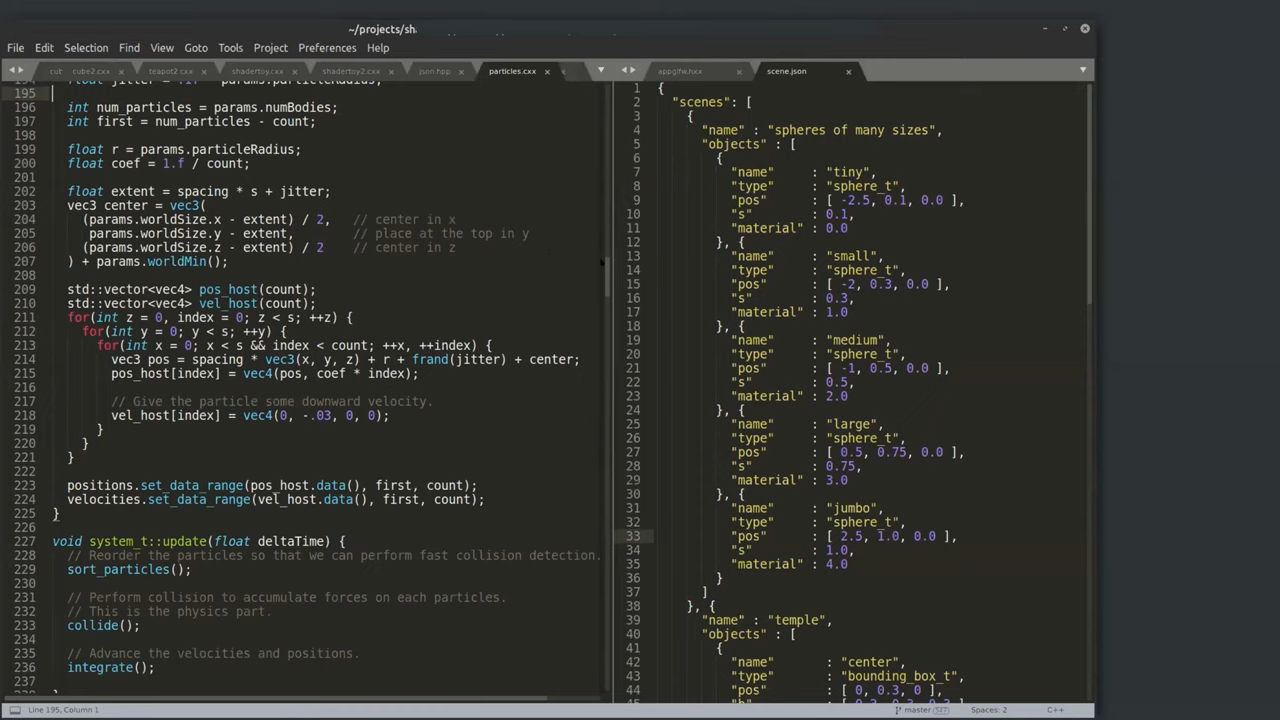 ~/projects/sha
File Edit Selection Find View Goto Tools Project Preferences Help
cube2.cxx × teapot2.cxx × shadertoy.cxx × shadertoy2.cxx × json.hpp × particles.cxx ×
195
196 int num_particles = params.numBodies;
197 int first = num_particles - count;
198
199 float r = params.particleRadius;
200 float coef = 1.f / count;
201
202 float extent = spacing * s + jitter;
203 vec3 center = vec3(
204 (params.worldSize.x - extent) / 2, // center in x
205 params.worldSize.y - extent, // place at the top in y
206 (params.worldSize.z - extent) / 2 // center in z
207 ) + params.worldMin();
208
209 std::vector<vec4> pos_host(count);
210 std::vector<vec4> vel_host(count);
211 for(int z = 0, index = 0; z < s; ++z) {
212 for(int y = 0; y < s; ++y) {
213 for(int x = 0; x < s && index < count; ++x, ++index) {
214 vec3 pos = spacing * vec3(x, y, z) + r + frand(jitter) + center;
215 pos_host[index] = vec4(pos, coef * index);
216
217 // Give the particle some downward velocity.
218 vel_host[index] = vec4(0, -.03, 0, 0);
219 }
220 }
221 }
222
223 positions.set_data_range(pos_host.data(), first, count);
224 velocities.set_data_range(vel_host.data(), first, count);
225 }
226
227 void system_t::update(float deltaTime) {
228 // Reorder the particles so that we can perform fast collision detection.
229 sort_particles();
230
231 // Perform collision to accumulate forces on each particles.
232 // This is the physics part.
233 collide();
234
235 // Advance the velocities and positions.
236 integrate();
237
appglfw.hxx × scene.json ×
1 {
2 "scenes": [
3 {
4 "name" : "spheres of many sizes",
5 "objects" : [
6 {
7 "name" : "tiny",
8 "type" : "sphere_t",
9 "pos" : [ -2.5, 0.1, 0.0 ],
10 "s" : 0.1,
11 "material" : 0.0
12 }, {
13 "name" : "small",
14 "type" : "sphere_t",
15 "pos" : [ -2, 0.3, 0.0 ],
16 "s" : 0.3,
17 "material" : 1.0
18 }, {
19 "name" : "medium",
20 "type" : "sphere_t",
21 "pos" : [ -1, 0.5, 0.0 ],
22 "s" : 0.5,
23 "material" : 2.0
24 }, {
25 "name" : "large",
26 "type" : "sphere_t",
27 "pos" : [ 0.5, 0.75, 0.0 ],
28 "s" : 0.75,
29 "material" : 3.0
30 }, {
31 "name" : "jumbo",
32 "type" : "sphere_t",
33 "pos" : [ 2.5, 1.0, 0.0 ],
34 "s" : 1.0,
35 "material" : 4.0
36 }
37 ]
38 }, {
39 "name" : "temple",
40 "objects" : [
41 {
42 "name" : "center",
43 "type" : "bounding_box_t",
44 "pos" : [ 0, 0.3, 0 ],
Line 195, Column 1 master Spaces: 2 C++